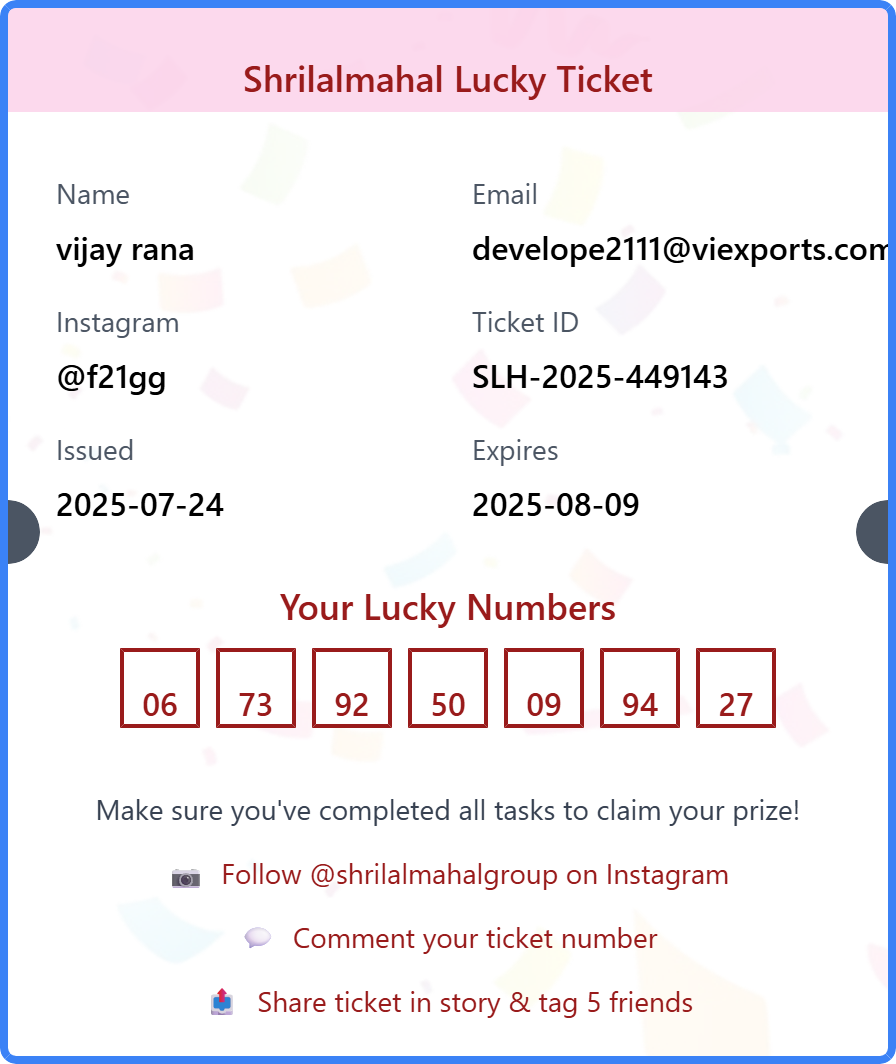 Shrilalmahal Lucky Ticket
Name
Email
vijay rana
develope2111@viexports.com
Instagram
Ticket ID
@f21gg
SLH-2025-449143
Issued
Expires
2025-07-24
2025-08-09
Your Lucky Numbers
06 73 92 50 09 94 27
Make sure you've completed all tasks to claim your prize!
Follow @shrilalmahalgroup on Instagram
Comment your ticket number
Share ticket in story & tag 5 friends